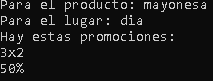 Para el producto: mayonesa
Para el lugar: dia
Hay estas promociones:
3x2
50%